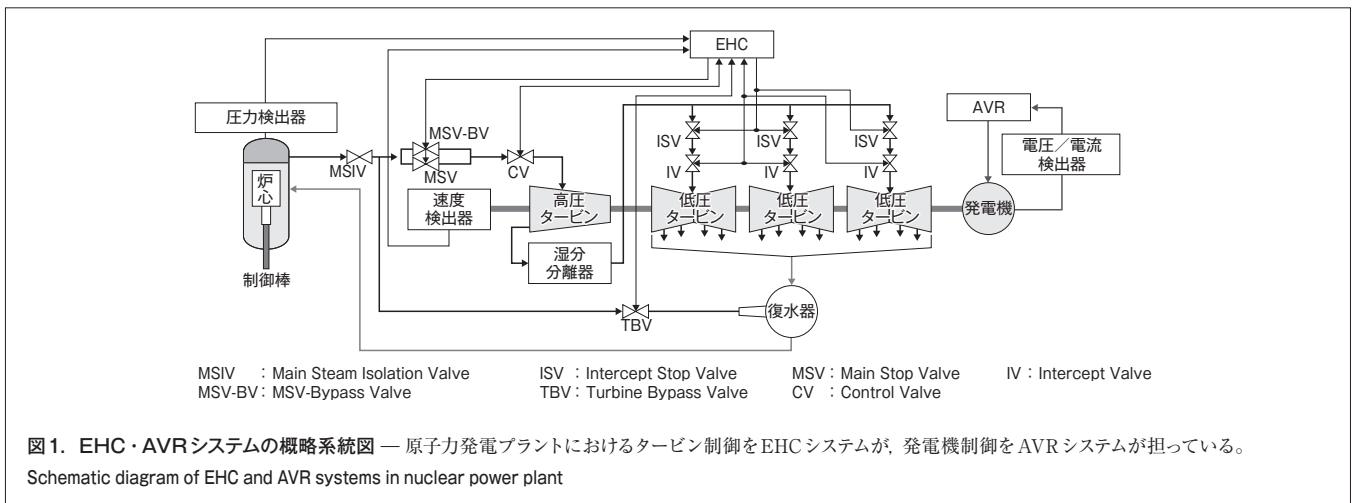 EHC
圧力検出器
AVR
MSV-BV
ISV
ISV
ISV
電圧／電流
検出器
MSIV
MSV
CV
IV
IV
IV
炉心
速度
検出器
高圧
タービン
低圧
タービン
低圧
タービン
低圧
タービン
発電機
湿分
分離器
制御棒
TBV
復水器
MSIV : Main Steam Isolation Valve
ISV : Intercept Stop Valve
MSV : Main Stop Valve
IV : Intercept Valve
MSV-BV : MSV-Bypass Valve
TBV : Turbine Bypass Valve
CV : Control Valve
図1. EHC・AVRシステムの概略系統図 — 原子力発電プラントにおけるタービン制御をEHCシステムが，発電機制御をAVRシステムが担っている。
Schematic diagram of EHC and AVR systems in nuclear power plant